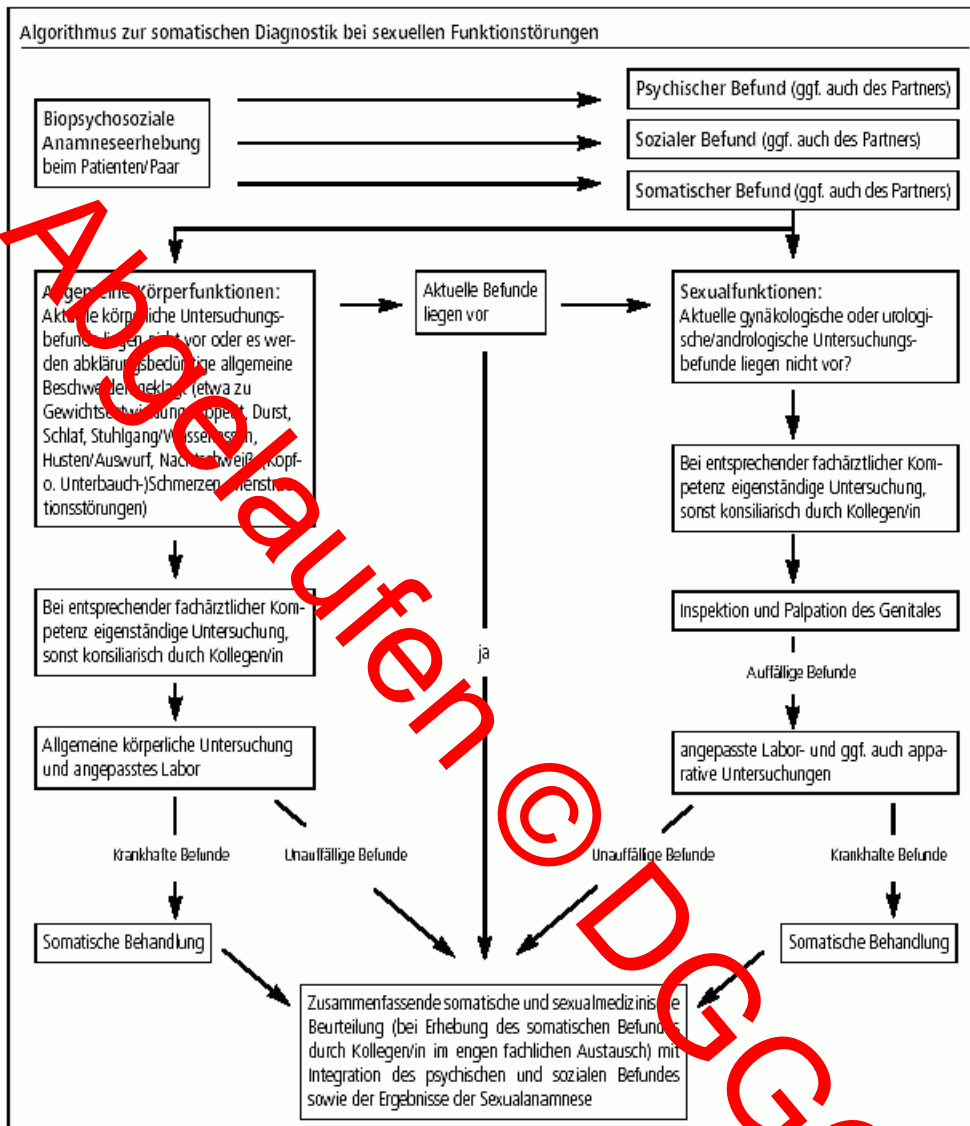 Algorithmus zur somatischen Diagnostik bei sexuellen Funktionstörungen
Biopsychosoziale
Anamneseerhebung
beim Patienten/Paar
Psychischer Befund (ggf. auch des Partners)
Sozialer Befund (ggf. auch des Partners)
Somatischer Befund (ggf. auch des Partners)
Allgemeine Körperfunktionen:
Aktuelle körperliche Untersuchungs-
befunde liegen nicht vor oder es wer-
den abklärungsbedürftige allgemeine
Beschwerden geklagt (etwa zu
Gewichtsentwicklung, Appetit, Durst,
Schlaf, Stuhlgang/Wasserlassen,
Husten/Auswurf, Nachtschweiß, (Kopf-
o. Unterbauch-)Schmerzen, Menstrua-
tionsstörungen)
Aktuelle Befunde
liegen vor
Sexualfunktionen:
Aktuelle gynäkologische oder urologi-
sche/andrologische Untersuchungs-
befunde liegen nicht vor?
Bei entsprechender fachärztlicher Kom-
petenz eigenständige Untersuchung,
sonst konsiliarisch durch Kollegen/in
Inspektion und Palpation des Genitales
Auffällige Befunde
angepasste Labor- und ggf. auch appa-
rative Untersuchungen
Bei entsprechender fachärztlicher Kom-
petenz eigenständige Untersuchung,
sonst konsiliarisch durch Kollegen/in
ja
Allgemeine körperliche Untersuchung
und angepasstes Labor
Krankhafte Befunde
Unauffällige Befunde
Unauffällige Befunde
Krankhafte Befunde
Somatische Behandlung
Somatische Behandlung
Zusammenfassende somatische und sexualmedizinische
Beurteilung (bei Erhebung des somatischen Befundes
durch Kollegen/in im engen fachlichen Austausch) mit
Integration des psychischen und sozialen Befundes
sowie der Ergebnisse der Sexualanamnese
Abgelaufen © DGG